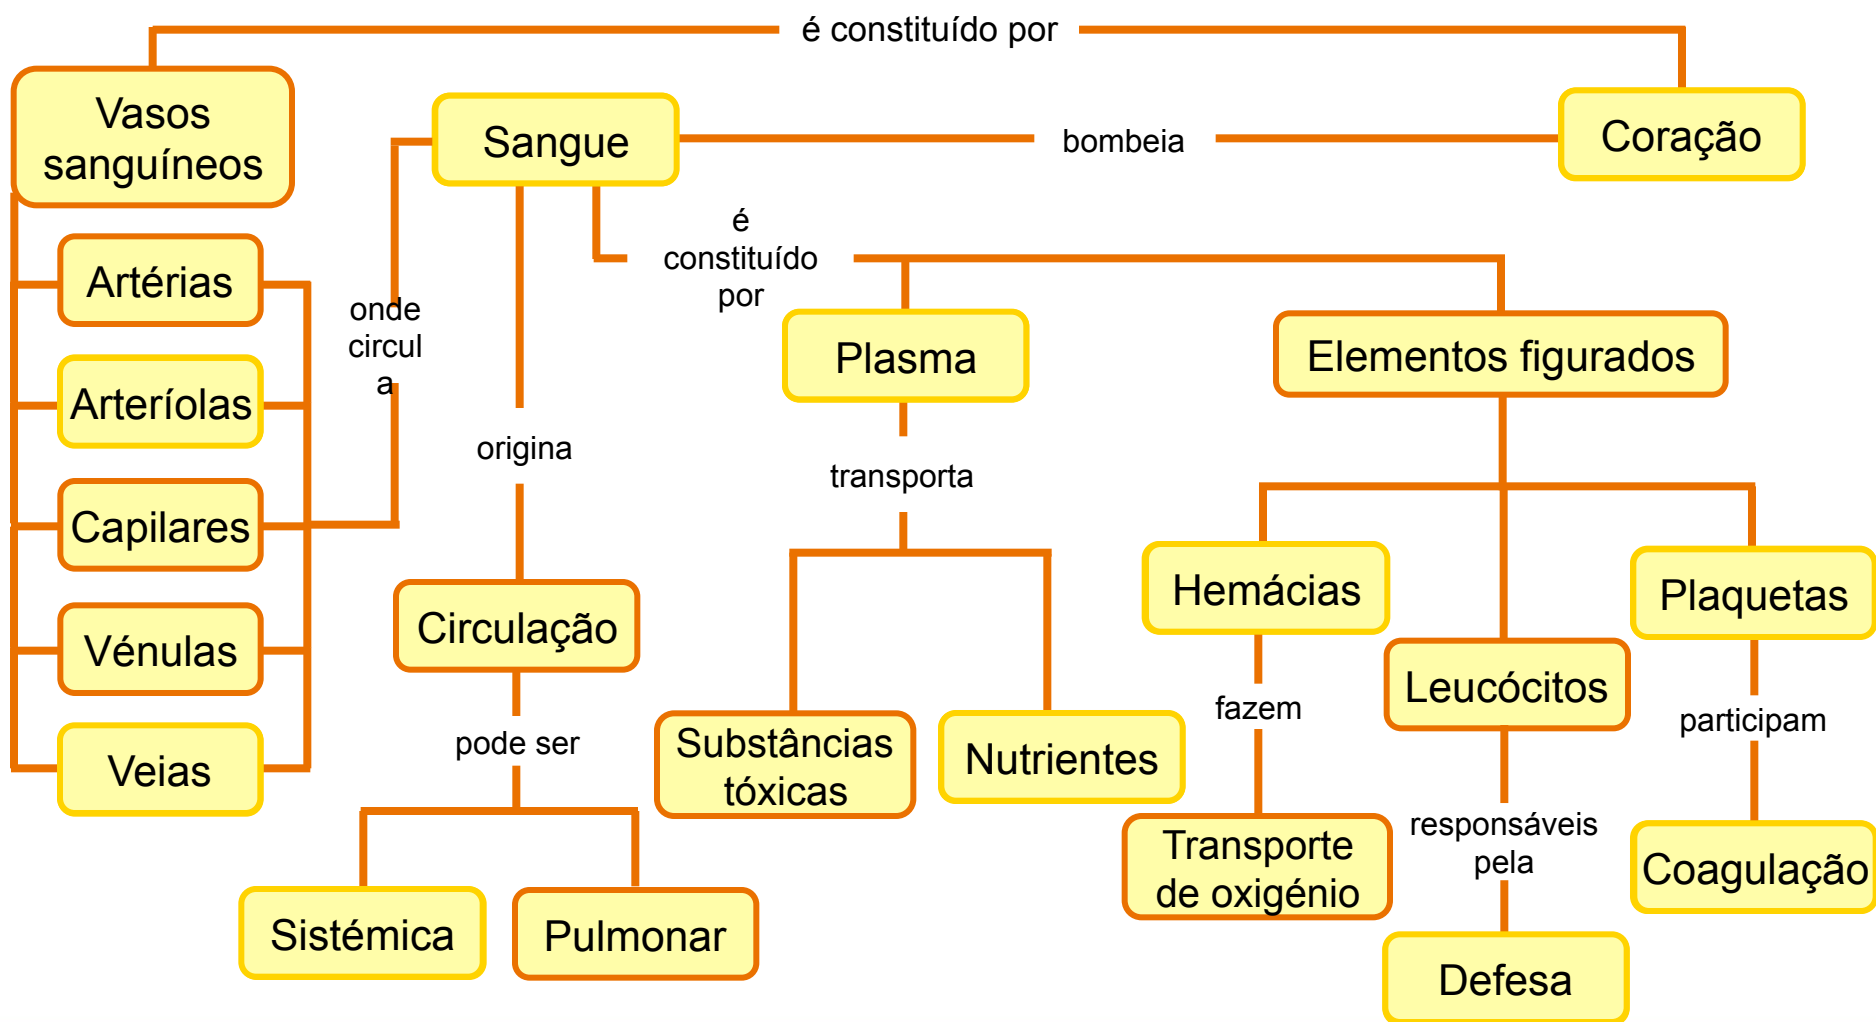 é constituído por
Vasos
sanguíneos
Sangue
bombeia
Coração
é
constituído
por
Artérias
onde
circul
a
Plasma
Elementos figurados
Arteríolas
origina
transporta
Capilares
Hemácias
Plaquetas
Circulação
Vénulas
Leucócitos
fazem
participam
pode ser
Substâncias
tóxicas
Nutrientes
Veias
Transporte
de oxigénio
responsáveis
pela
Coagulação
Sistémica
Pulmonar
Defesa